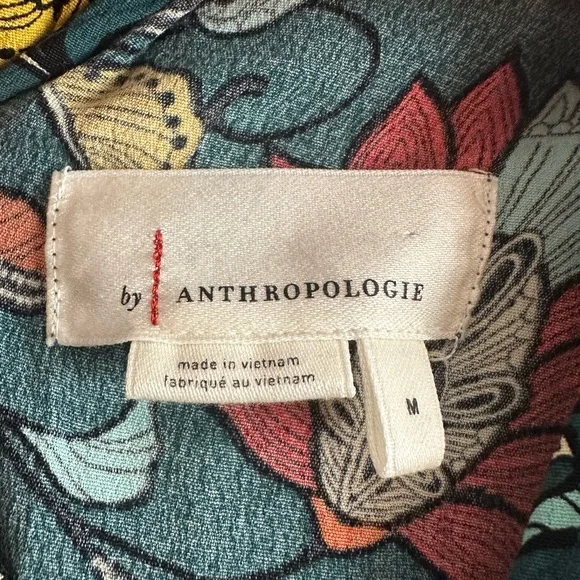 by ANTHROPOLOGIE
made in vietnam
fabriqué au vietnam
M